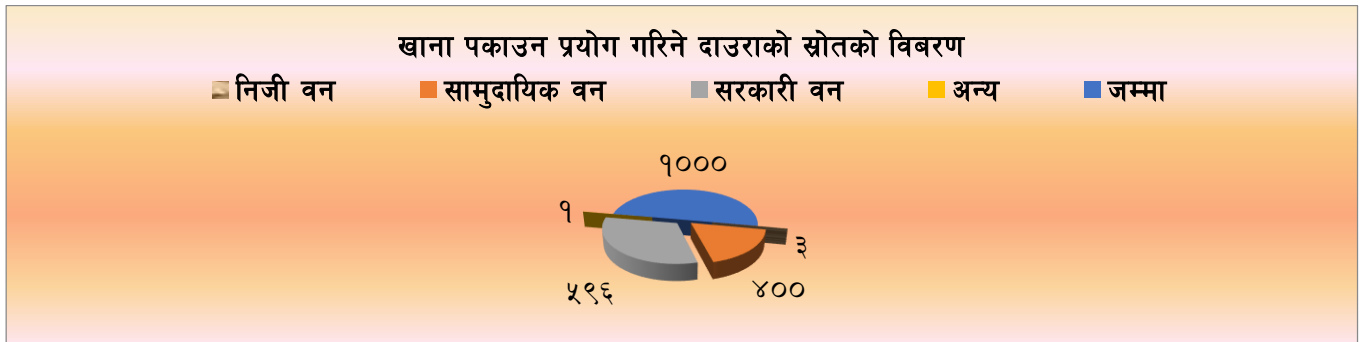 खाना पकाउन प्रयोग गरिने दाउराको स्रोतको विबरण
निजी वन सामुदायिक वन सरकारी वन अन्य जम्मा
१०००
१
३
५९६
४००